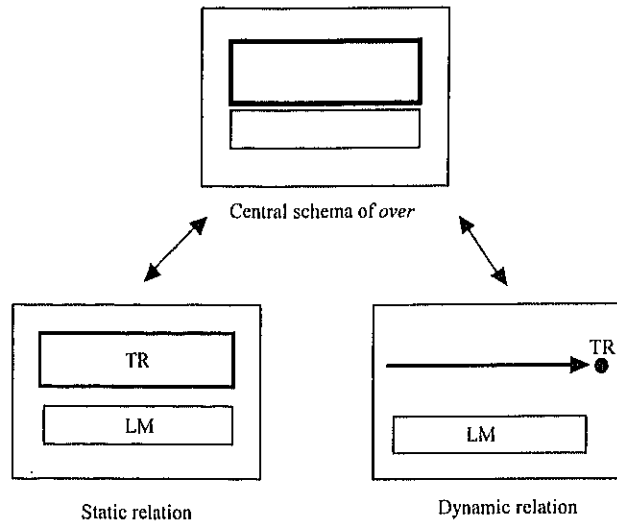 Central schema of over
TR
LM
Static relation
TR
LM
Dynamic relation